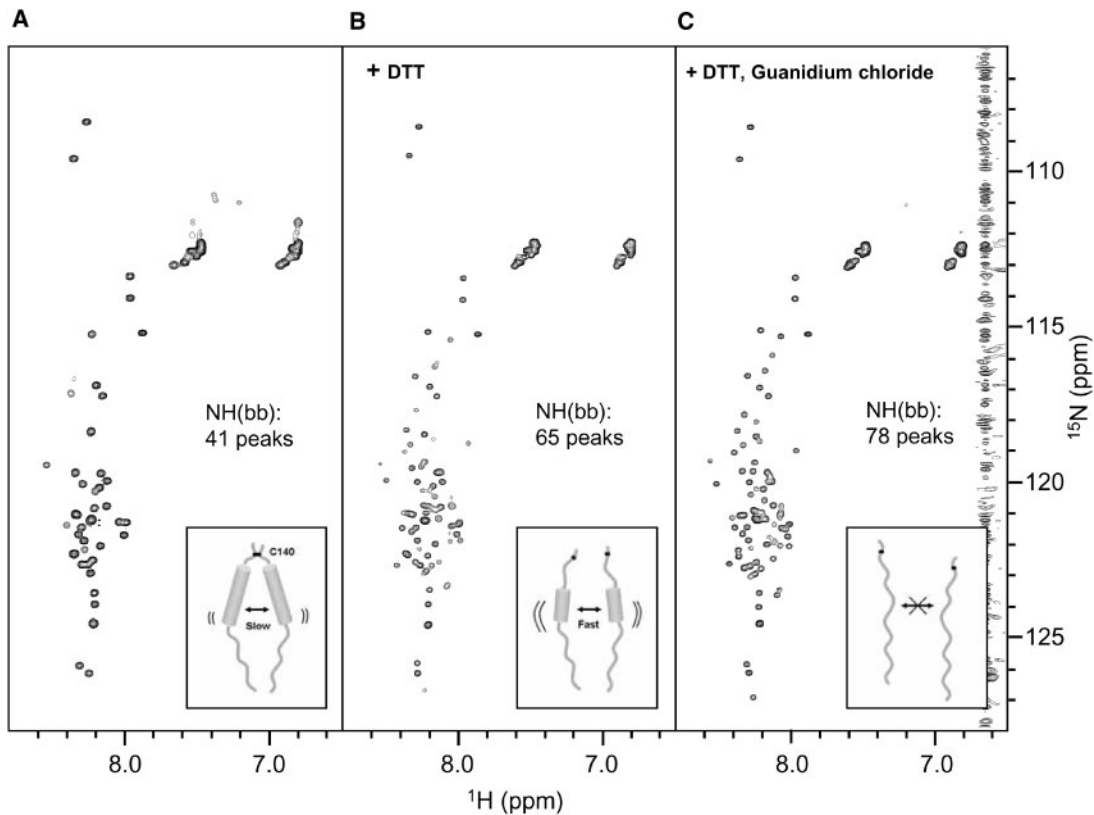 A
B
C
+ DTT
+ DTT, Guanidium chloride
NH(bb):
41 peaks
NH(bb):
65 peaks
NH(bb):
78 peaks
C140
Slow
Fast
110
115
120
125
¹⁵N (ppm)
8.0
7.0
8.0
7.0
8.0
7.0
¹H (ppm)